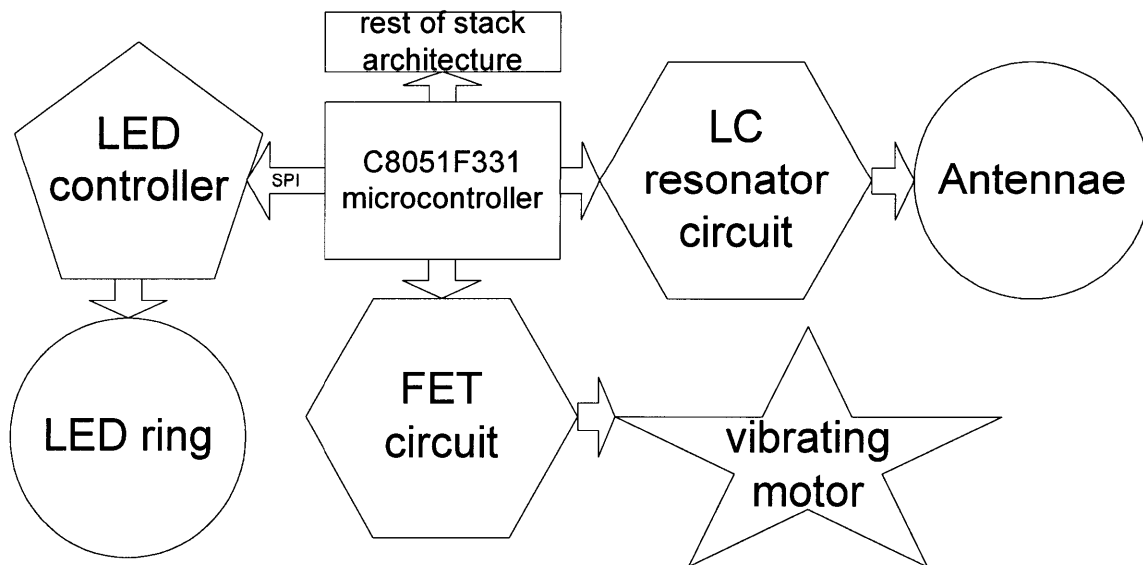 rest of stack
architecture
LED
controller
SPI
C8051F331
microcontroller
LC
resonator
circuit
Antennae
LED ring
FET
circuit
vibrating
motor